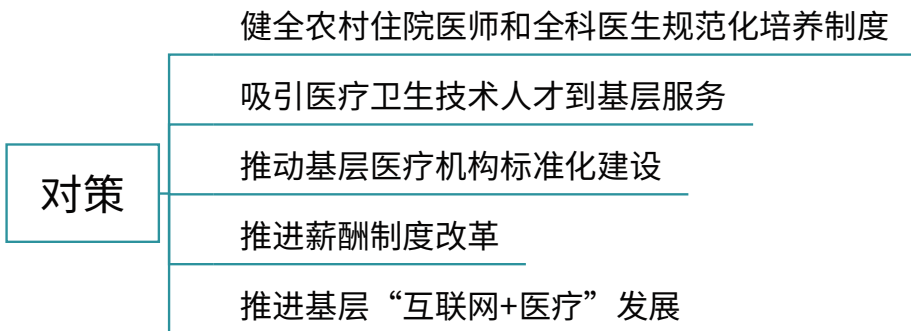 健全农村住院医师和全科医生规范化培养制度
吸引医疗卫生技术人才到基层服务
对策
推动基层医疗机构标准化建设
推进薪酬制度改革
推进基层“互联网+医疗”发展